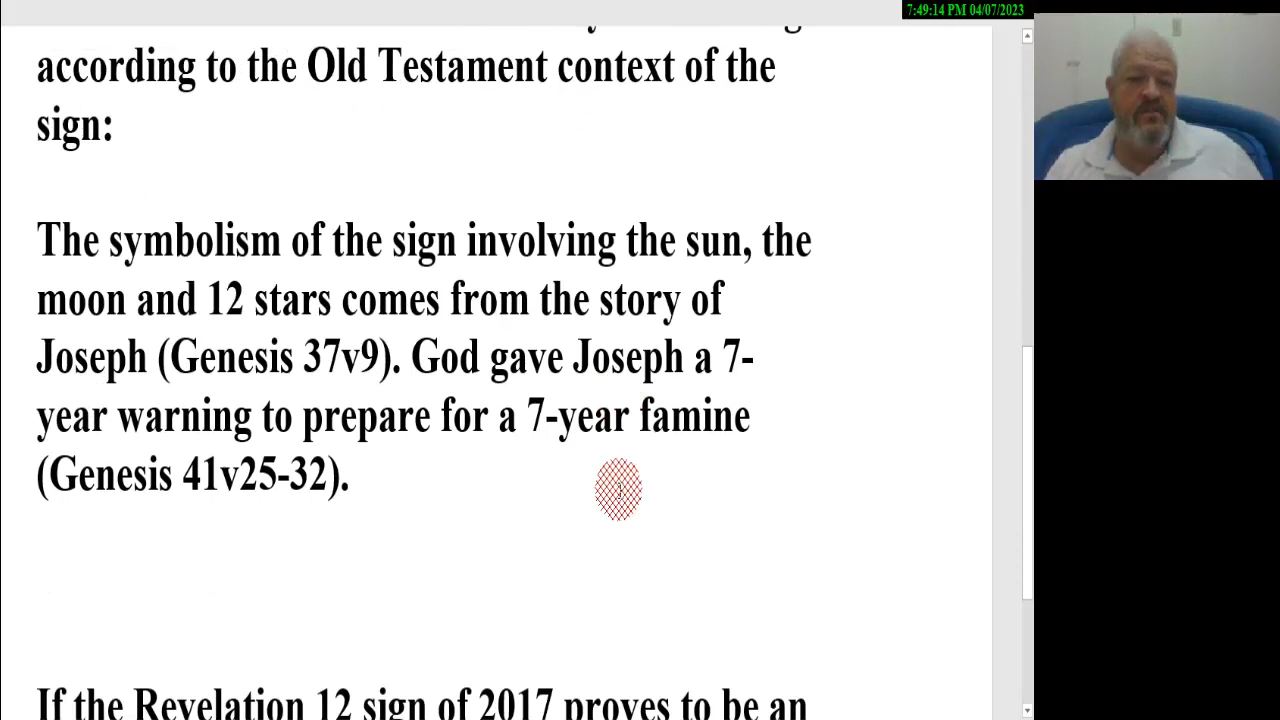 7:49:14 PM 04/07/2023
according to the Old Testament context of the
sign:
The symbolism of the sign involving the sun, the
moon and 12 stars comes from the story of
Joseph (Genesis 37v9). God gave Joseph a 7-
year warning to prepare for a 7-year famine
(Genesis 41v25-32).
If the Revelation 12 sign of 2017 proves to be an